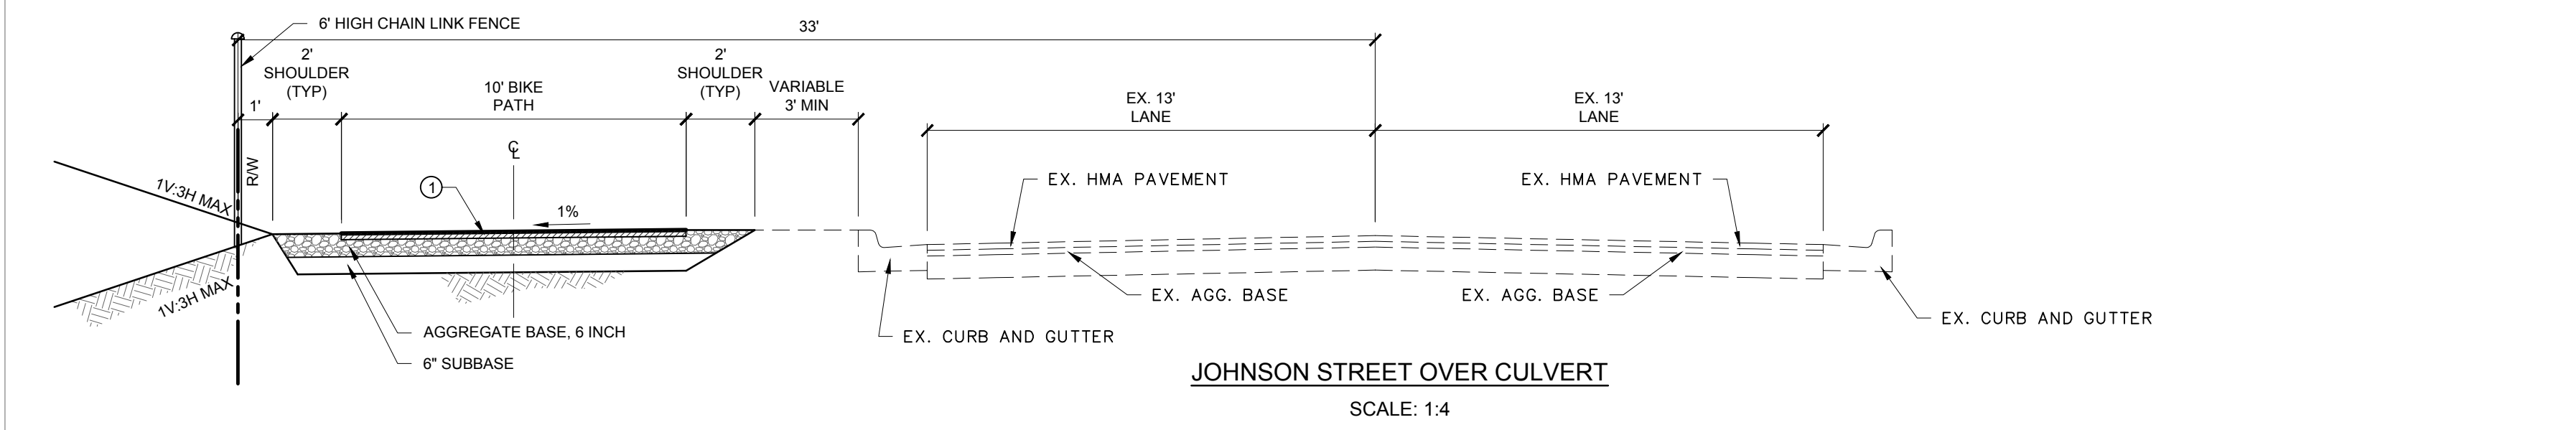 6' HIGH CHAIN LINK FENCE
33'
2'
SHOULDER
(TYP)
2'
SHOULDER
(TYP)
10' BIKE
PATH
VARIABLE
3' MIN
1'
EX. 13'
LANE
EX. 13'
LANE
℄
R/W
1V:3H MAX
1
1%
EX. HMA PAVEMENT
EX. HMA PAVEMENT
1V:3H MAX
EX. AGG. BASE
EX. AGG. BASE
EX. CURB AND GUTTER
EX. CURB AND GUTTER
AGGREGATE BASE, 6 INCH
6" SUBBASE
JOHNSON STREET OVER CULVERT
SCALE: 1:4